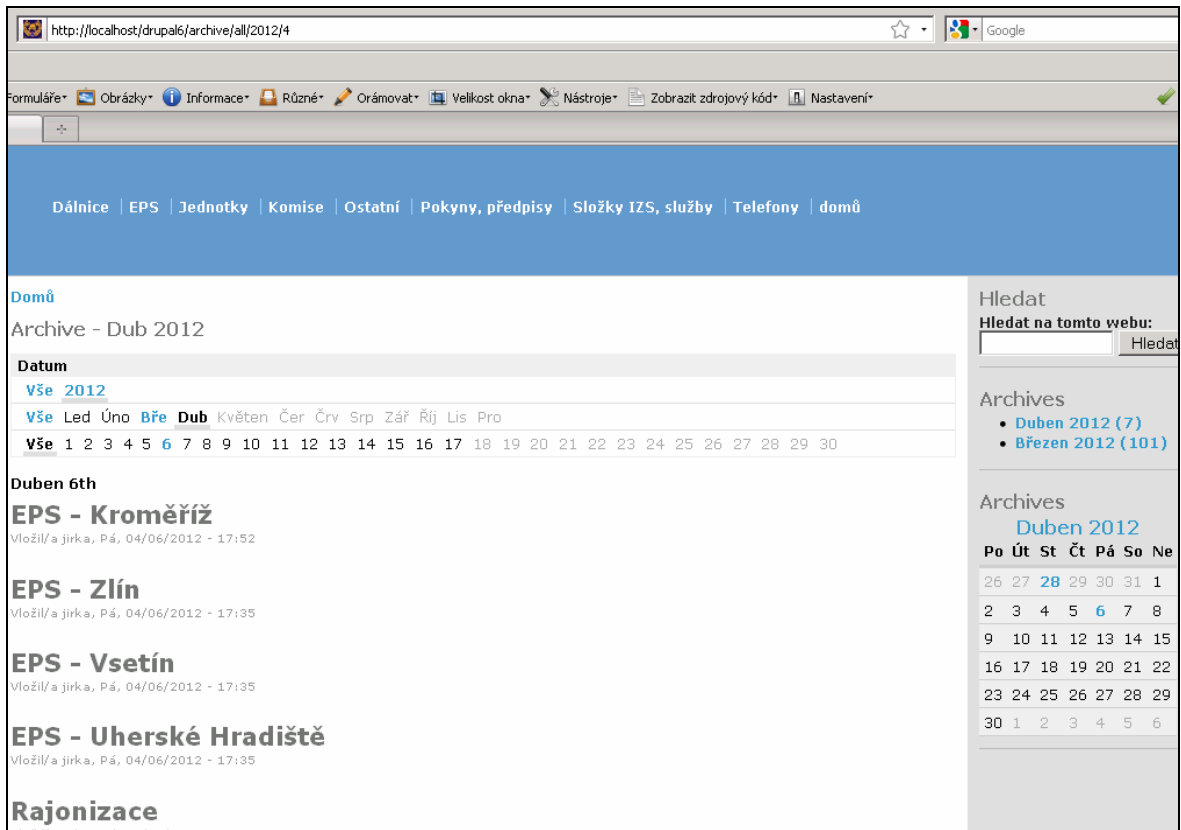 http://localhost/drupal6/archive/all/2012/4
Google
Formuláře Obrázky Informace Různé Orámovat Velikost okna Nástroje Zobrazit zdrojový kód Nastavení
Dálnice EPS Jednotky Komise Ostatní Pokyny, předpisy Složky IZS, služby Telefony domů
Domů
Archive - Dub 2012
Datum
Vše 2012
Vše Led Úno Bře Dub Květen Čer Črv Srp Zář Říj Lis Pro
Vše 1 2 3 4 5 6 7 8 9 10 11 12 13 14 15 16 17 18 19 20 21 22 23 24 25 26 27 28 29 30
Duben 6th
EPS - Kroměříž
Vložil/a jirka, Pá, 04/06/2012 - 17:52
EPS - Zlín
Vložil/a jirka, Pá, 04/06/2012 - 17:35
EPS - Vsetín
Vložil/a jirka, Pá, 04/06/2012 - 17:35
EPS - Uherské Hradiště
Vložil/a jirka, Pá, 04/06/2012 - 17:35
Rajonizace
Hledat
Hledat na tomto webu:
Hledat
Archives
• Duben 2012 (7)
• Březen 2012 (101)
Archives
Duben 2012
Po Út St Čt Pá So Ne
26 27 28 29 30 31 1
2 3 4 5 6 7 8
9 10 11 12 13 14 15
16 17 18 19 20 21 22
23 24 25 26 27 28 29
30 1 2 3 4 5 6